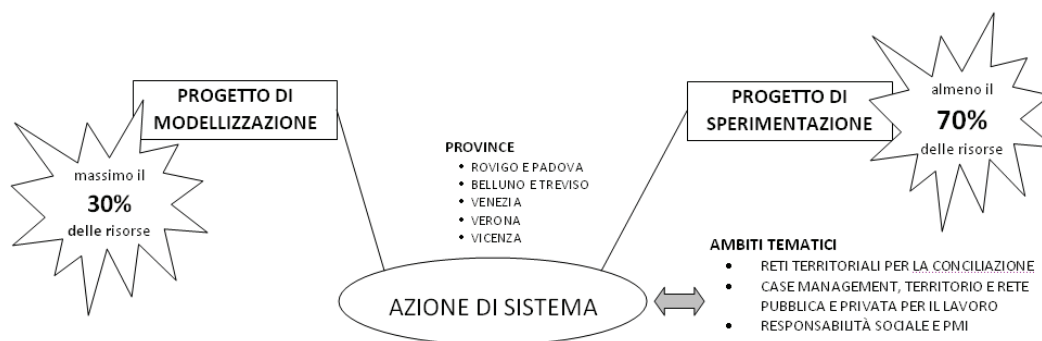 PROGETTO DI
MODELLIZZAZIONE
massimo il
30%
delle risorse
PROVINCE
• ROVIGO E PADOVA
• BELLUNO E TREVISO
• VENEZIA
• VERONA
• VICENZA
PROGETTO DI
SPERIMENTAZIONE
almeno il
70%
delle risorse
AZIONE DI SISTEMA
AMBITI TEMATICI
• RETI TERRITORIALI PER LA CONCILIAZIONE
• CASE MANAGEMENT, TERRITORIO E RETE
PUBBLICA E PRIVATA PER IL LAVORO
• RESPONSABILITÀ SOCIALE E PMI